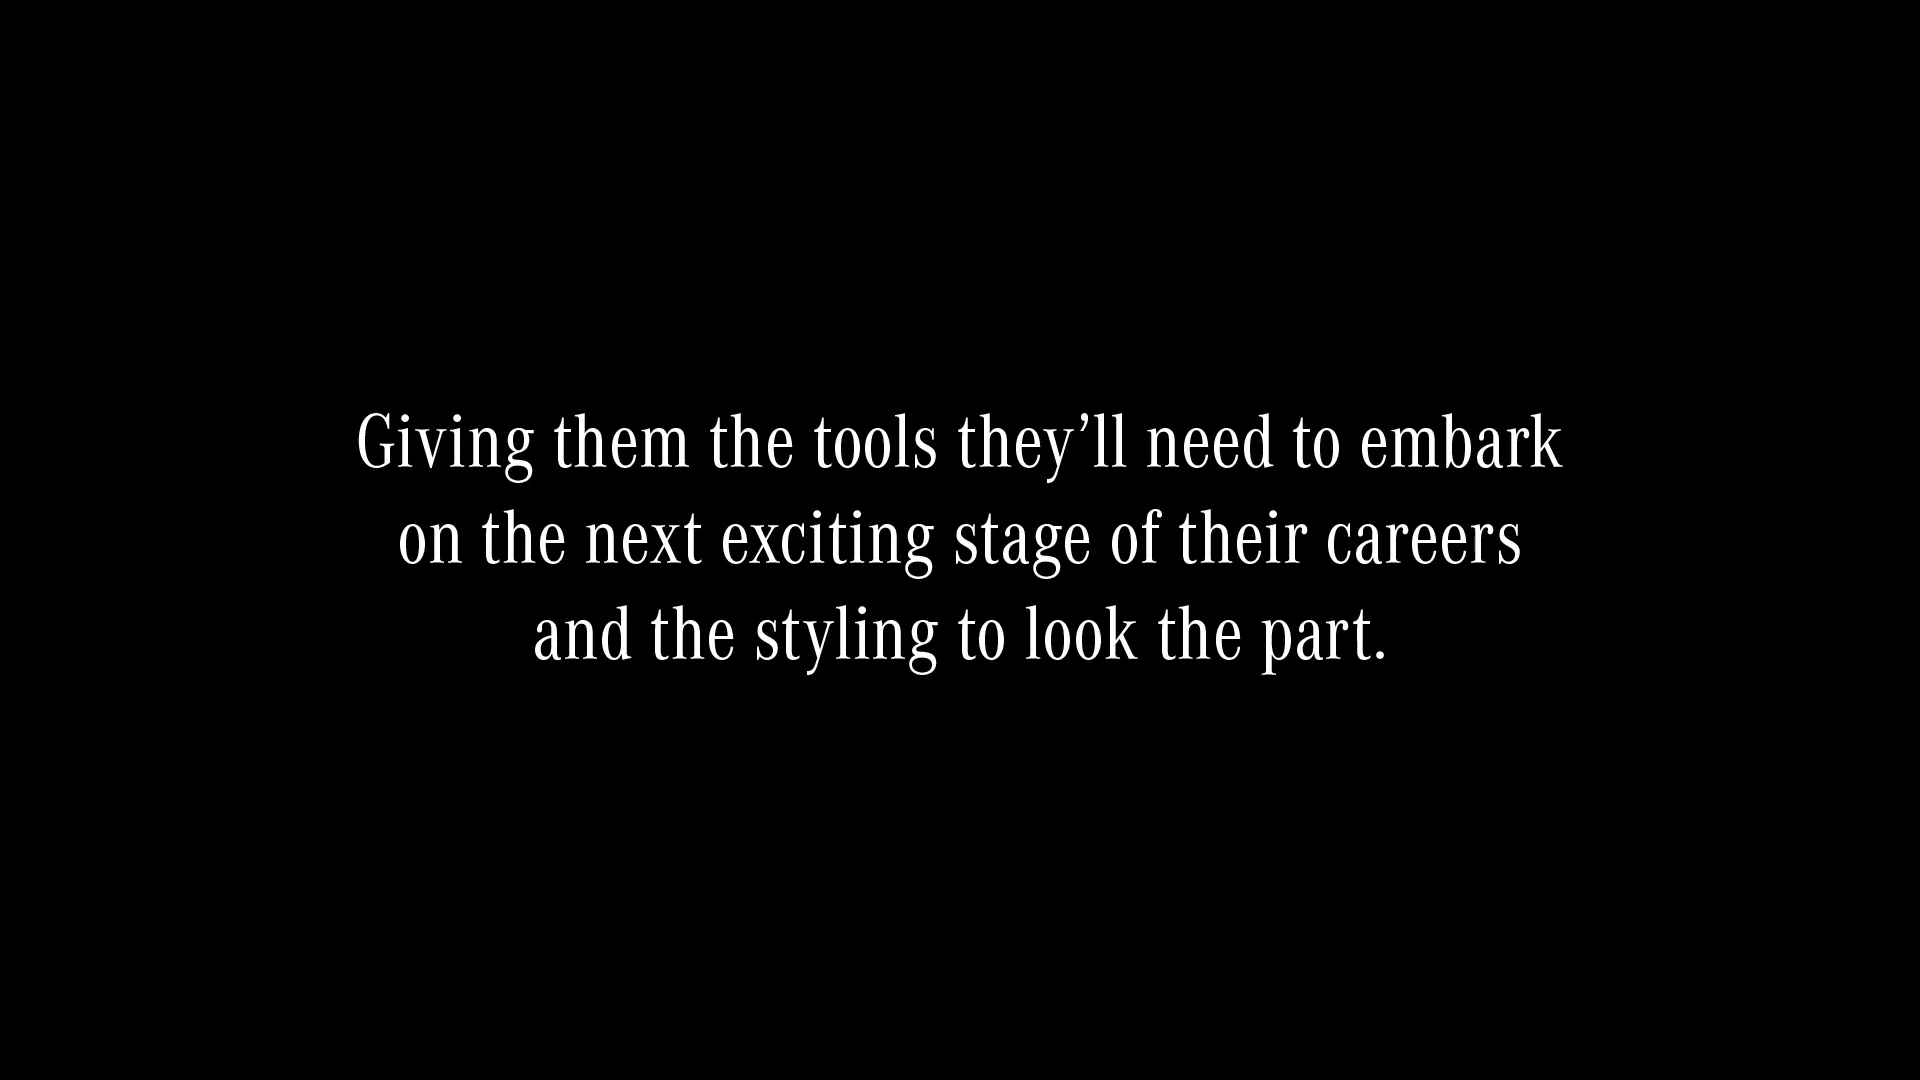 Giving them the tools they’ll need to embark
on the next exciting stage of their careers
and the styling to look the part.